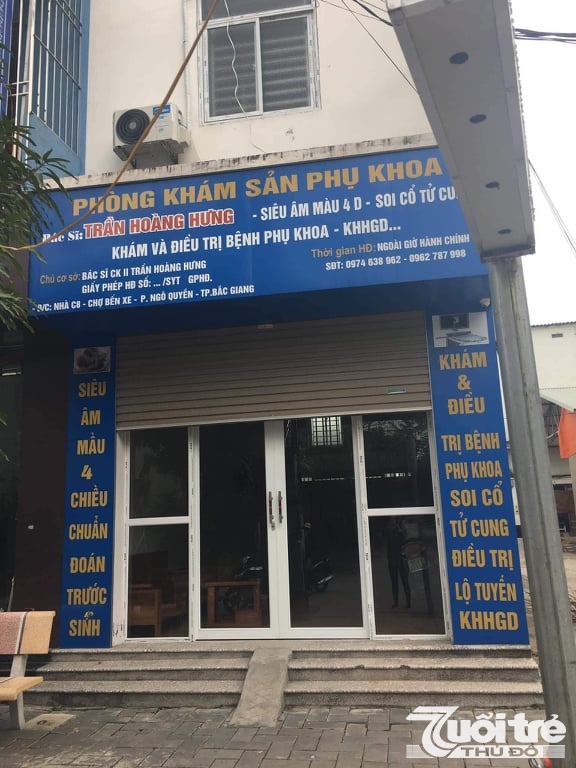 PHÒNG KHÁM SẢN PHỤ KHOA
Bác Sĩ: TRẦN HOÀNG HƯNG - SIÊU ÂM MÀU 4 D - SOI CỔ TỬ CU
KHÁM VÀ ĐIỀU TRỊ BỆNH PHỤ KHOA - KHHGD...
Chủ cơ sở: BÁC SĨ CK II TRẦN HOÀNG HƯNG
Thời gian HĐ: NGOÀI GIỜ HÀNH CHÍNH
GIẤY PHÉP HĐ SỐ: ... /SYT GPHĐ.
SĐT: 0974 638 962 - 0962 787 998
- Đ/C: NHÀ C8 - CHỢ BẾN XE - P. NGÔ QUYỀN - TP.BẮC GIANG
SIÊU
ÂM
MẦU
4
CHIỀU
CHUẨN
ĐOÁN
TRƯỚC
SINH
KHÁM
&
ĐIỀU
TRỊ BỆNH
PHỤ KHOA
SOI CỔ
TỬ CUNG
ĐIỀU TRỊ
LỘ TUYẾN
KHHGD
Tuổi trẻ
THỦ ĐÔ